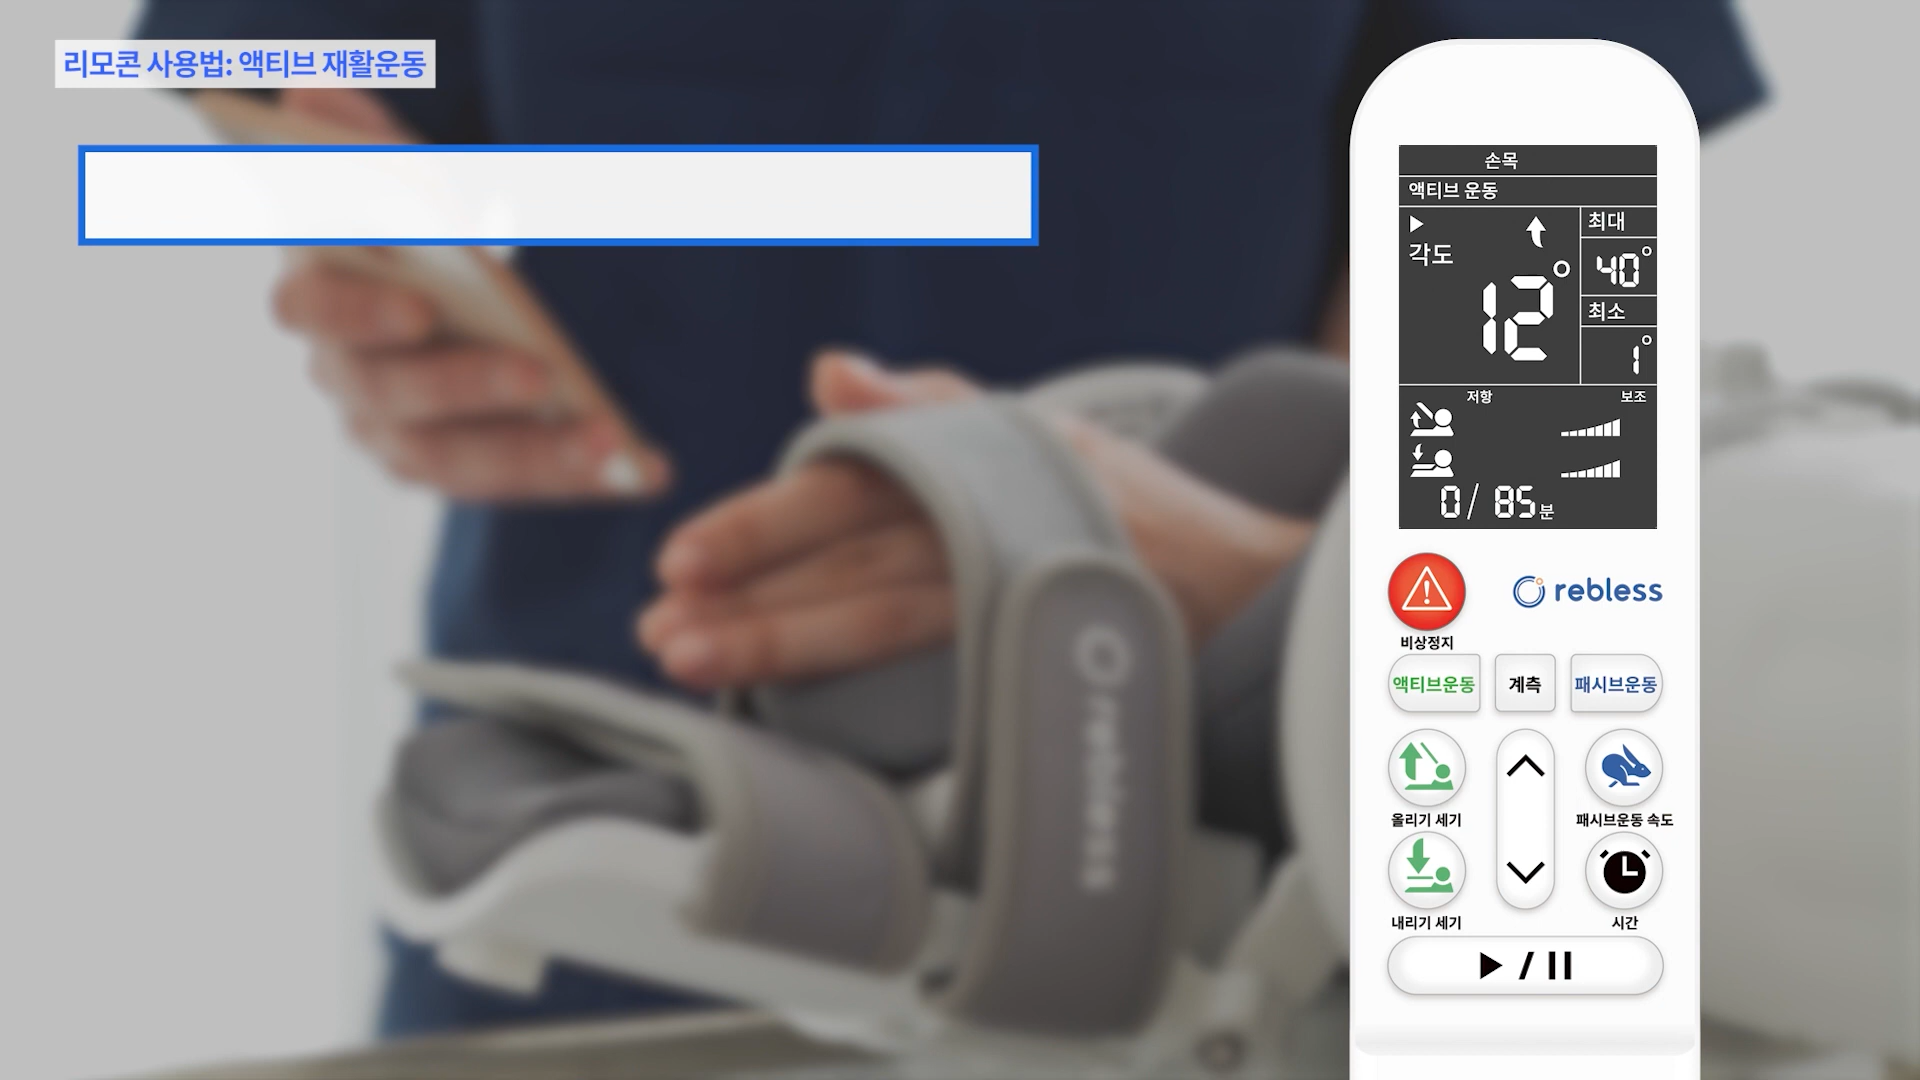 리모콘 사용법: 액티브 재활운동
손목
액티브 운동
각도
12°
최대
40°
최소
1°
저항 보조
0/ 85분
rebless
비상정지
액티브운동 계측 패시브운동
올리기 세기
패시브운동 속도
내리기 세기
시간
rebless